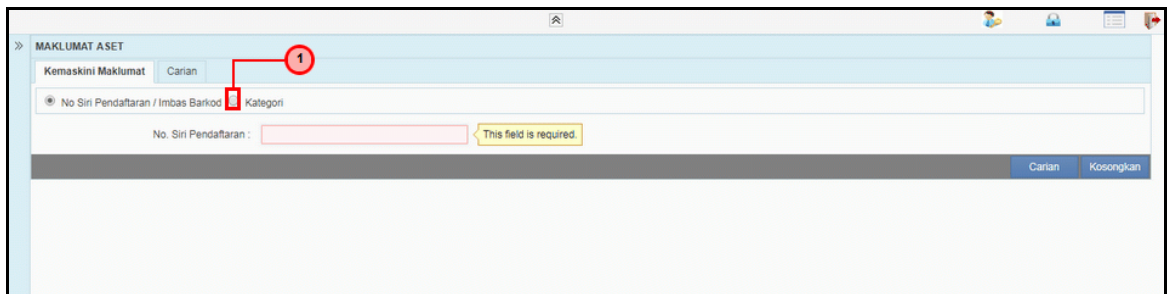 MAKLUMAT ASET
1
Kemaskini Maklumat Carian
No Siri Pendaftaran / Imbas Barkod Kategori
No. Siri Pendaftaran : This field is required.
Carian Kosongkan